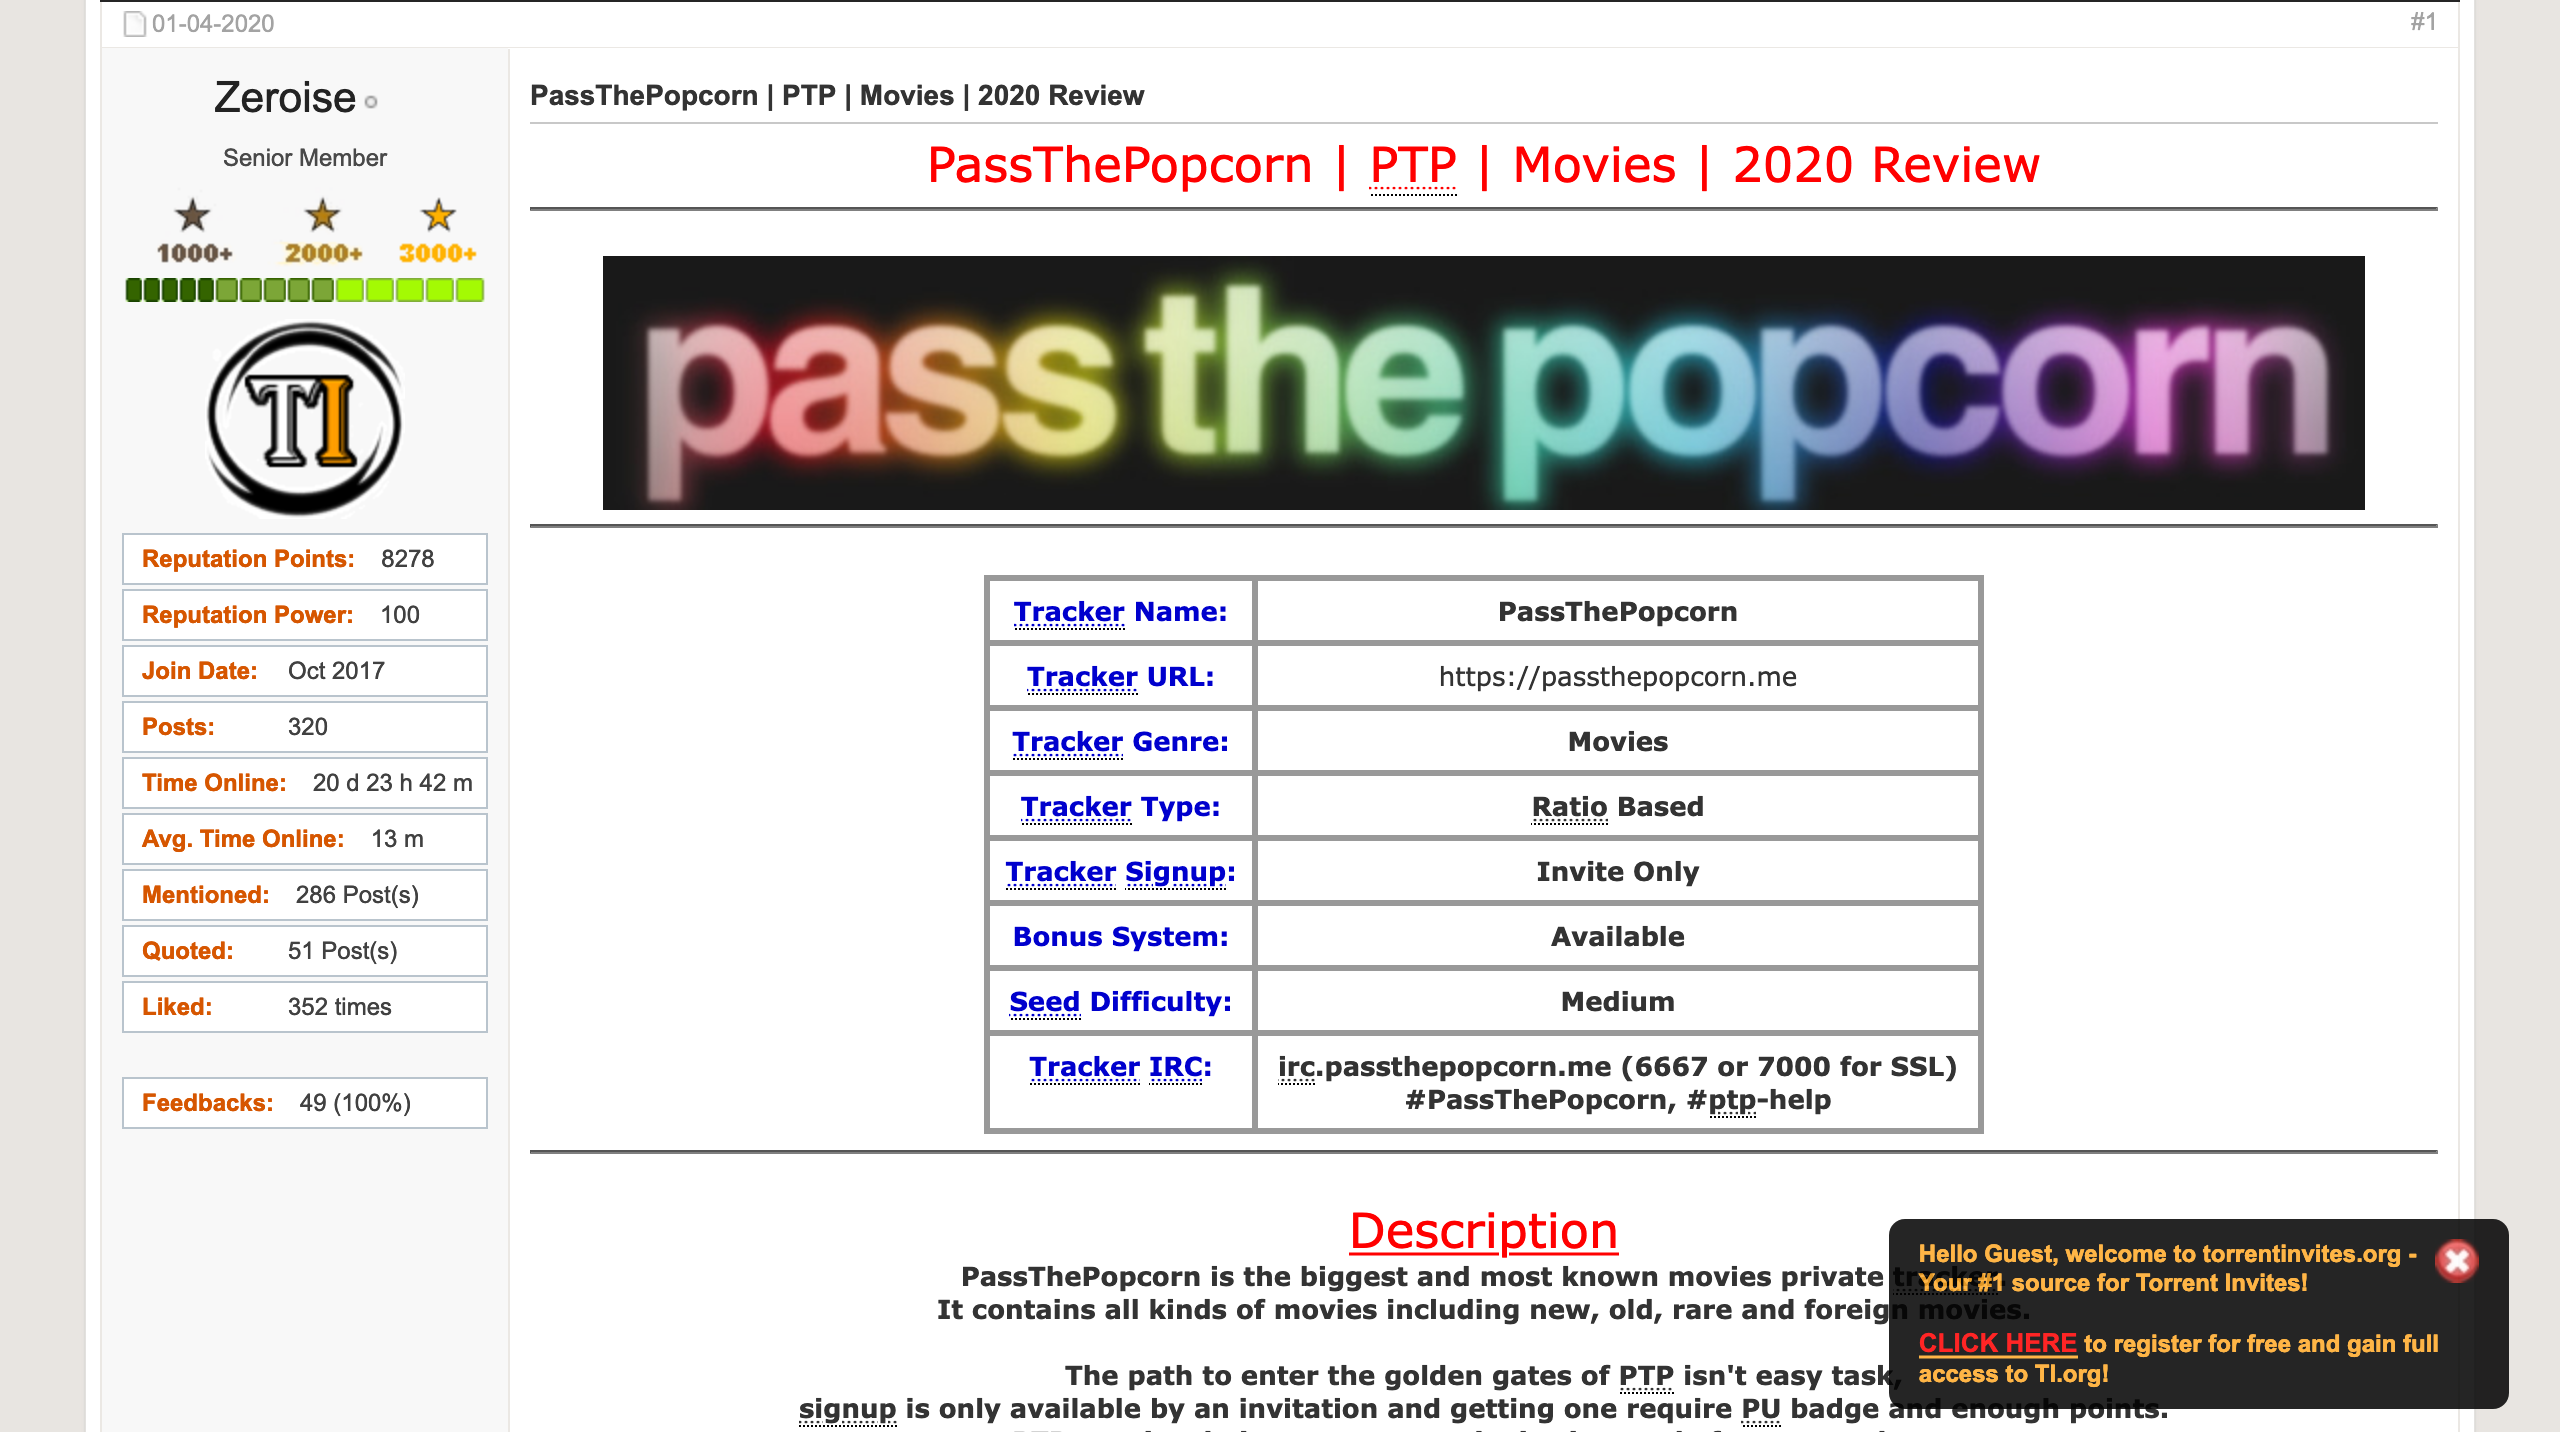 01-04-2020
#1
Zeroise
Senior Member
1000+ 2000+ 3000+
TI
Reputation Points: 8278
Reputation Power: 100
Join Date: Oct 2017
Posts: 320
Time Online: 20 d 23 h 42 m
Avg. Time Online: 13 m
Mentioned: 286 Post(s)
Quoted: 51 Post(s)
Liked: 352 times
Feedbacks: 49 (100%)
PassThePopcorn | PTP | Movies | 2020 Review
PassThePopcorn | PTP | Movies | 2020 Review
pass the popcorn
Tracker Name: PassThePopcorn
Tracker URL: https://passthepopcorn.me
Tracker Genre: Movies
Tracker Type: Ratio Based
Tracker Signup: Invite Only
Bonus System: Available
Seed Difficulty: Medium
Tracker IRC: irc.passthepopcorn.me (6667 or 7000 for SSL)
#PassThePopcorn, #ptp-help
Description
PassThePopcorn is the biggest and most known movies private tracker.
It contains all kinds of movies including new, old, rare and foreign movies.
The path to enter the golden gates of PTP isn't easy task,
signup is only available by an invitation and getting one require PU badge and enough points.
Hello Guest, welcome to torrentinvites.org -
Your #1 source for Torrent Invites!
CLICK HERE to register for free and gain full
access to TI.org!